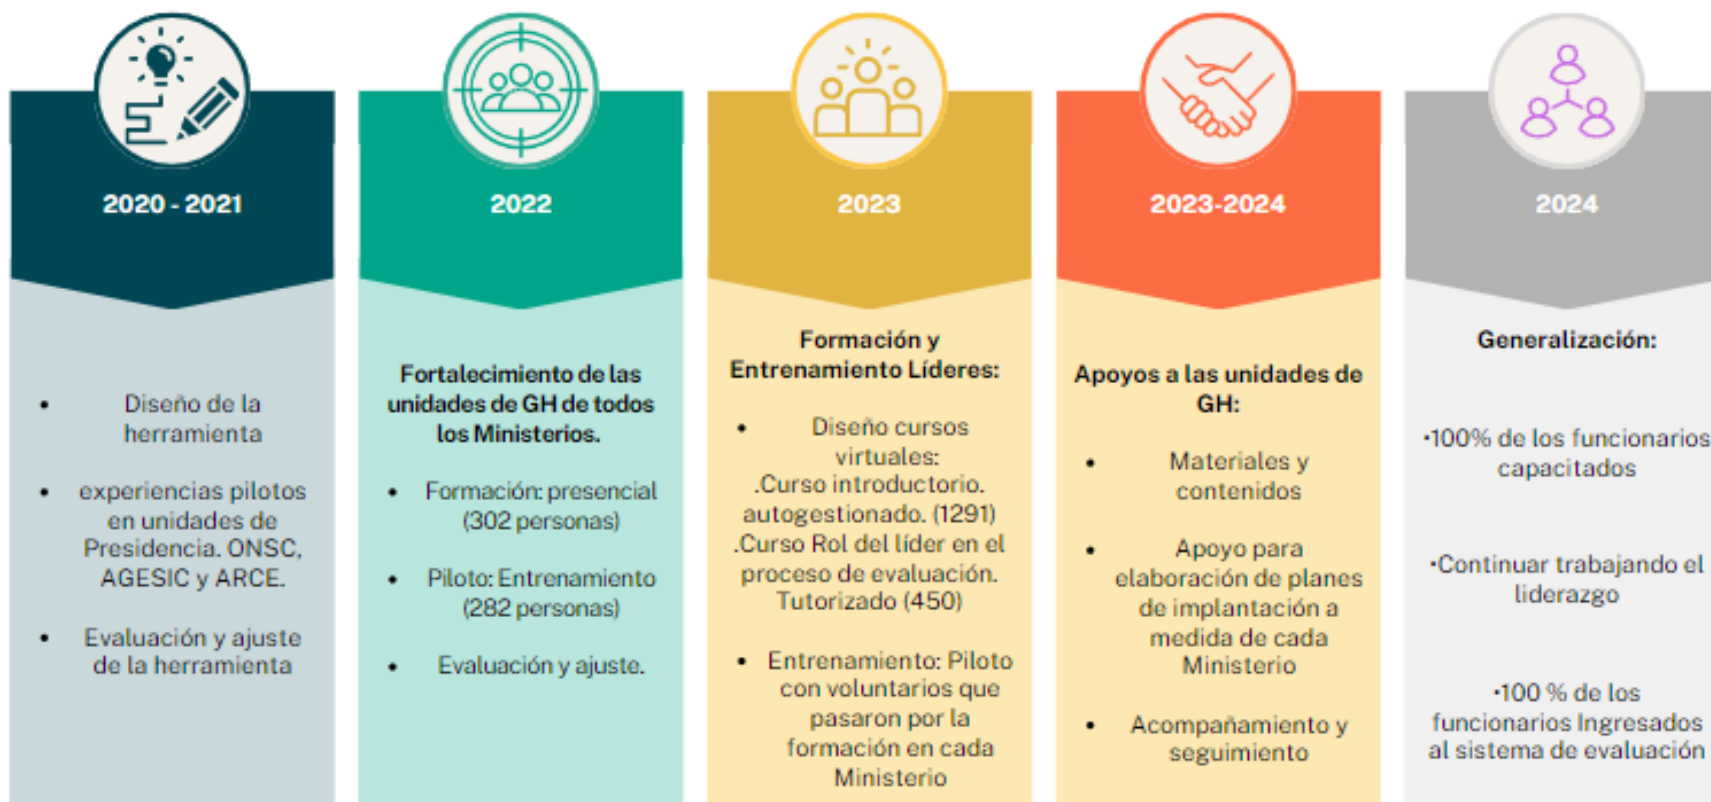 2020 - 2021
• Diseño de la
herramienta
• experiencias pilotos
en unidades de
Presidencia. ONSC,
AGESIC y ARCE.
• Evaluación y ajuste
de la herramienta
2022
Fortalecimiento de las
unidades de GH de todos
los Ministerios.
• Formación: presencial
(302 personas)
• Piloto: Entrenamiento
(282 personas)
• Evaluación y ajuste.
2023
Formación y
Entrenamiento Líderes:
• Diseño cursos
virtuales:
.Curso introductorio.
autogestionado. (1291)
.Curso Rol del líder en el
proceso de evaluación.
Tutorizado (450)
• Entrenamiento: Piloto
con voluntarios que
pasaron por la
formación en cada
Ministerio
2023-2024
Apoyos a las unidades de
GH:
• Materiales y
contenidos
• Apoyo para
elaboración de planes
de implantación a
medida de cada
Ministerio
• Acompañamiento y
seguimiento
2024
Generalización:
•100% de los funcionarios
capacitados
•Continuar trabajando el
liderazgo
•100 % de los
funcionarios Ingresados
al sistema de evaluación